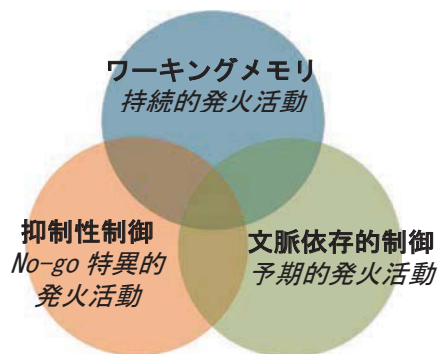 ワーキングメモリ
持続的発火活動
抑制性制御
No-go 特異的
発火活動
文脈依存的制御
予期的発火活動